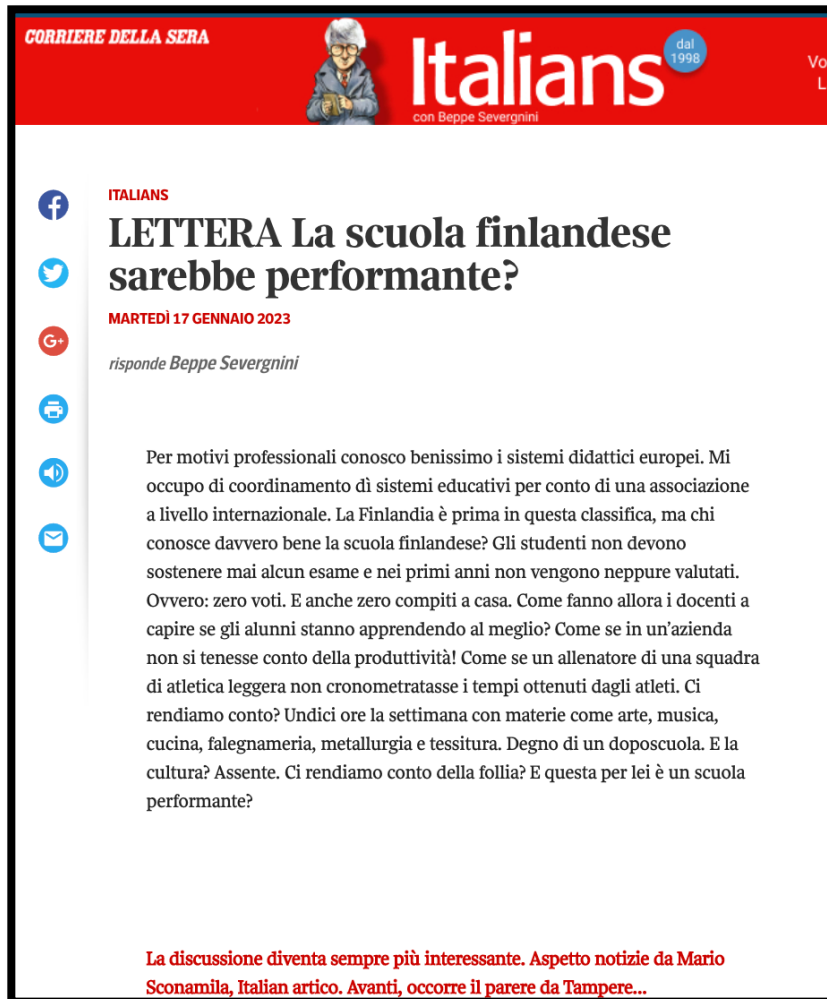 CORRIERE DELLA SERA
Italians
dal
1998
con Beppe Severgnini
Vo
L
ITALIANS
LETTERA La scuola finlandese
sarebbe performante?
MARTEDÌ 17 GENNAIO 2023
risponde Beppe Severgnini
Per motivi professionali conosco benissimo i sistemi didattici europei. Mi
occupo di coordinamento dì sistemi educativi per conto di una associazione
a livello internazionale. La Finlandia è prima in questa classifica, ma chi
conosce davvero bene la scuola finlandese? Gli studenti non devono
sostenere mai alcun esame e nei primi anni non vengono neppure valutati.
Ovvero: zero voti. E anche zero compiti a casa. Come fanno allora i docenti a
capire se gli alunni stanno apprendendo al meglio? Come se in un'azienda
non si tenesse conto della produttività! Come se un allenatore di una squadra
di atletica leggera non cronometratasse i tempi ottenuti dagli atleti. Ci
rendiamo conto? Undici ore la settimana con materie come arte, musica,
cucina, falegnameria, metallurgia e tessitura. Degno di un doposcuola. E la
cultura? Assente. Ci rendiamo conto della follia? E questa per lei è un scuola
performante?
La discussione diventa sempre più interessante. Aspetto notizie da Mario
Sconamila, Italian artico. Avanti, occorre il parere da Tampere...